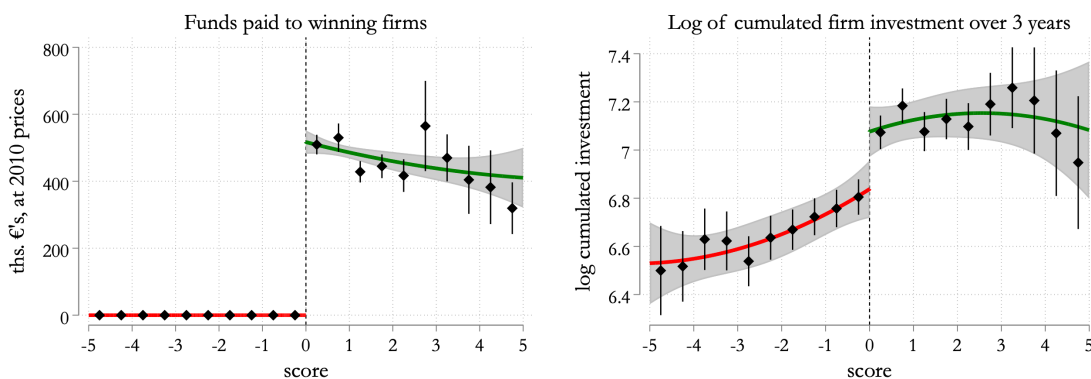 Funds paid to winning firms
ths. €'s, at 2010 prices
800
600
400
200
0
-5 -4 -3 -2 -1 0 1 2 3 4 5
score
Log of cumulated firm investment over 3 years
log cumulated investment
7.4
7.2
7
6.8
6.6
6.4
-5 -4 -3 -2 -1 0 1 2 3 4 5
score